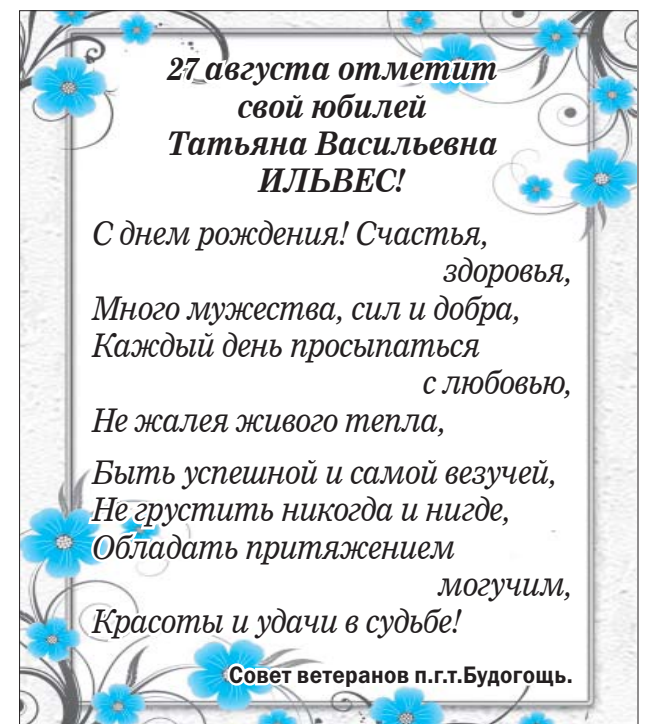 27 августа отметит
свой юбилей
Татьяна Васильевна
ИЛЬВЕС!
С днем рождения! Счастья,
здоровья,
Много мужества, сил и добра,
Каждый день просыпаться
с любовью,
Не жалея живого тепла,
Быть успешной и самой везучей,
Не грустить никогда и нигде,
Обладать притяжением
могучим,
Красоты и удачи в судьбе!
Совет ветеранов п.г.т.Будогощь.